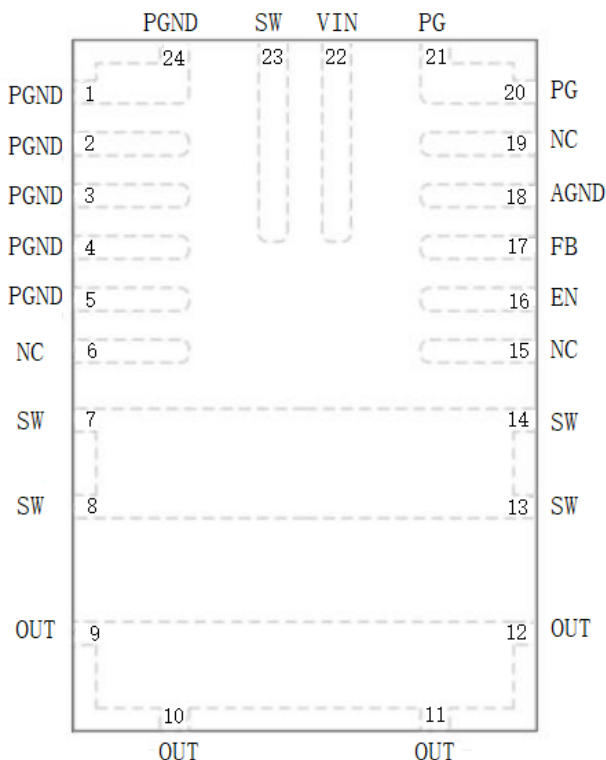 PGND SW VIN PG
24 23 22 21
PGND 1 20 PG
PGND 2 19 NC
PGND 3 18 AGND
PGND 4 17 FB
PGND 5 16 EN
NC 6 15 NC
SW 7 14 SW
SW 8 13 SW
OUT 9 12 OUT
10 11
OUT OUT